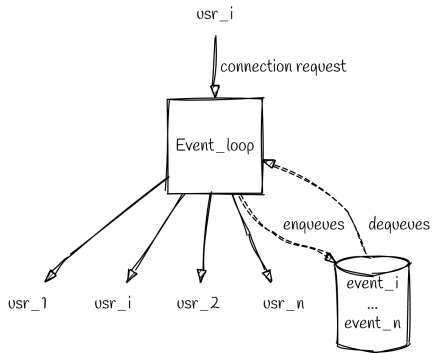 usr_i
connection request
Event_loop
enqueues
dequeues
usr_1
usr_i
usr_2
usr_n
event_i
...
event_n